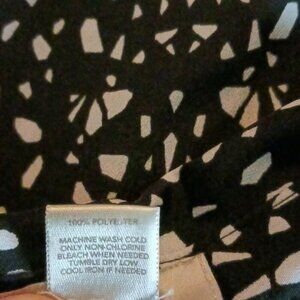 100% POLYESTER
MACHINE WASH COLD
ONLY NON-CHLORINE
BLEACH WHEN NEEDED
TUMBLE DRY LOW
COOL IRON IF NEEDED